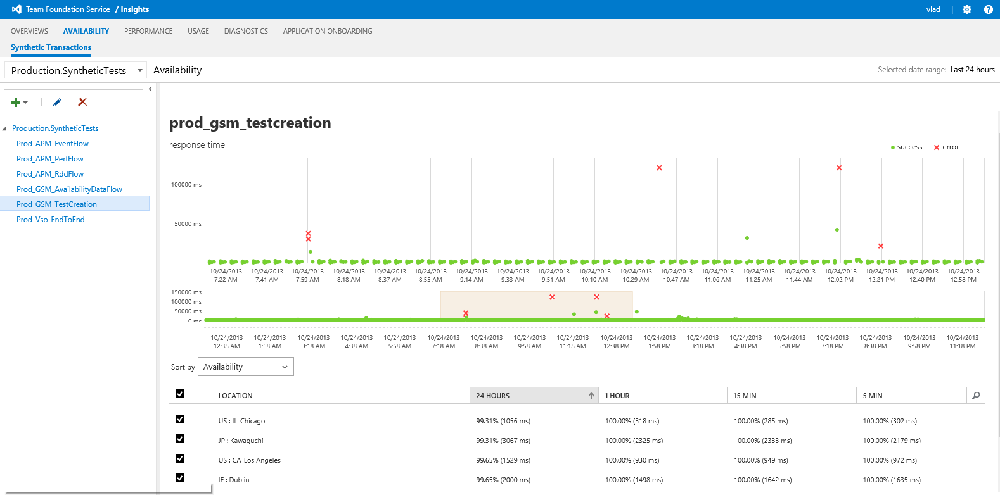 Team Foundation Service / Insights
vlad |
OVERVIEWS AVAILABILITY PERFORMANCE USAGE DIAGNOSTICS APPLICATION ONBOARDING
Synthetic Transactions
_Production.SyntheticTests Availability
Selected date range: Last 24 hours
_Production.SyntheticTests
Prod_APM_EventFlow
Prod_APM_PerfFlow
Prod_APM_RddFlow
Prod_GSM_AvailabilityDataFlow
Prod_GSM_TestCreation
Prod_Vso_EndToEnd
prod_gsm_testcreation
response time
success error
100000 ms
50000 ms
10/24/2013 10/24/2013 10/24/2013 10/24/2013 10/24/2013 10/24/2013 10/24/2013 10/24/2013 10/24/2013 10/24/2013 10/24/2013 10/24/2013 10/24/2013 10/24/2013 10/24/2013 10/24/2013 10/24/2013 10/24/2013 10/24/2013
7:22 AM 7:41 AM 7:59 AM 8:18 AM 8:37 AM 8:55 AM 9:14 AM 9:33 AM 9:51 AM 10:10 AM 10:29 AM 10:47 AM 11:06 AM 11:25 AM 11:44 AM 12:02 PM 12:21 PM 12:40 PM 12:58 PM
150000 ms
100000 ms
50000 ms
0 ms
10/24/2013 10/24/2013 10/24/2013 10/24/2013 10/24/2013 10/24/2013 10/24/2013 10/24/2013 10/24/2013 10/24/2013 10/24/2013 10/24/2013 10/24/2013 10/24/2013 10/24/2013 10/24/2013 10/24/2013 10/24/2013
12:38 AM 1:58 AM 3:18 AM 4:38 AM 5:58 AM 7:18 AM 8:38 AM 9:58 AM 11:18 AM 12:38 PM 1:58 PM 3:18 PM 4:38 PM 5:58 PM 7:18 PM 8:38 PM 9:58 PM 11:18 PM
Sort by Availability
LOCATION 24 HOURS 1 HOUR 15 MIN 5 MIN
US : IL-Chicago 99.31% (1056 ms) 100.00% (318 ms) 100.00% (285 ms) 100.00% (302 ms)
JP : Kawaguchi 99.31% (3067 ms) 100.00% (2325 ms) 100.00% (2333 ms) 100.00% (2179 ms)
US : CA-Los Angeles 99.65% (1529 ms) 100.00% (930 ms) 100.00% (949 ms) 100.00% (972 ms)
IE : Dublin 99.65% (2000 ms) 100.00% (1498 ms) 100.00% (1642 ms) 100.00% (1635 ms)